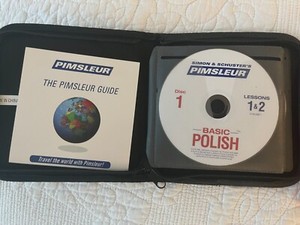 PIMSLEUR
THE PIMSLEUR GUIDE
Travel the world with Pimsleur!
SIMON & SCHUSTER'S
PIMSLEUR
DISC
1
LESSONS
1 & 2
BASIC
POLISH